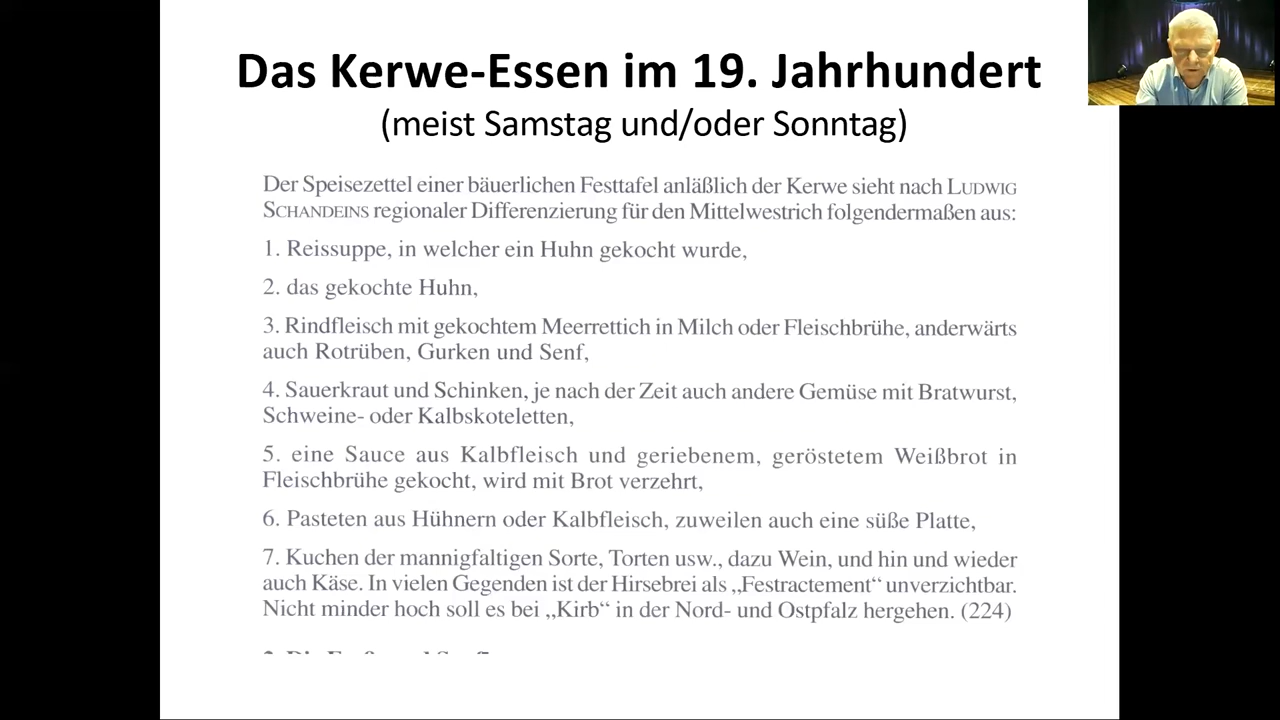 Das Kerwe-Essen im 19. Jahrhundert
(meist Samstag und/oder Sonntag)
Der Speisezettel einer bäuerlichen Festtafel anläßlich der Kerwe sieht nach LUDWIG
SCHANDEINS regionaler Differenzierung für den Mittelwestrich folgendermaßen aus:
1. Reissuppe, in welcher ein Huhn gekocht wurde,
2. das gekochte Huhn,
3. Rindfleisch mit gekochtem Meerrettich in Milch oder Fleischbrühe, anderwärts
auch Rotrüben, Gurken und Senf,
4. Sauerkraut und Schinken, je nach der Zeit auch andere Gemüse mit Bratwurst,
Schweine- oder Kalbskoteletten,
5. eine Sauce aus Kalbfleisch und geriebenem, geröstetem Weißbrot in
Fleischbrühe gekocht, wird mit Brot verzehrt,
6. Pasteten aus Hühnern oder Kalbfleisch, zuweilen auch eine süße Platte,
7. Kuchen der mannigfaltigen Sorte, Torten usw., dazu Wein, und hin und wieder
auch Käse. In vielen Gegenden ist der Hirsebrei als „Festractement“ unverzichtbar.
Nicht minder hoch soll es bei „Kirb“ in der Nord- und Ostpfalz hergehen. (224)